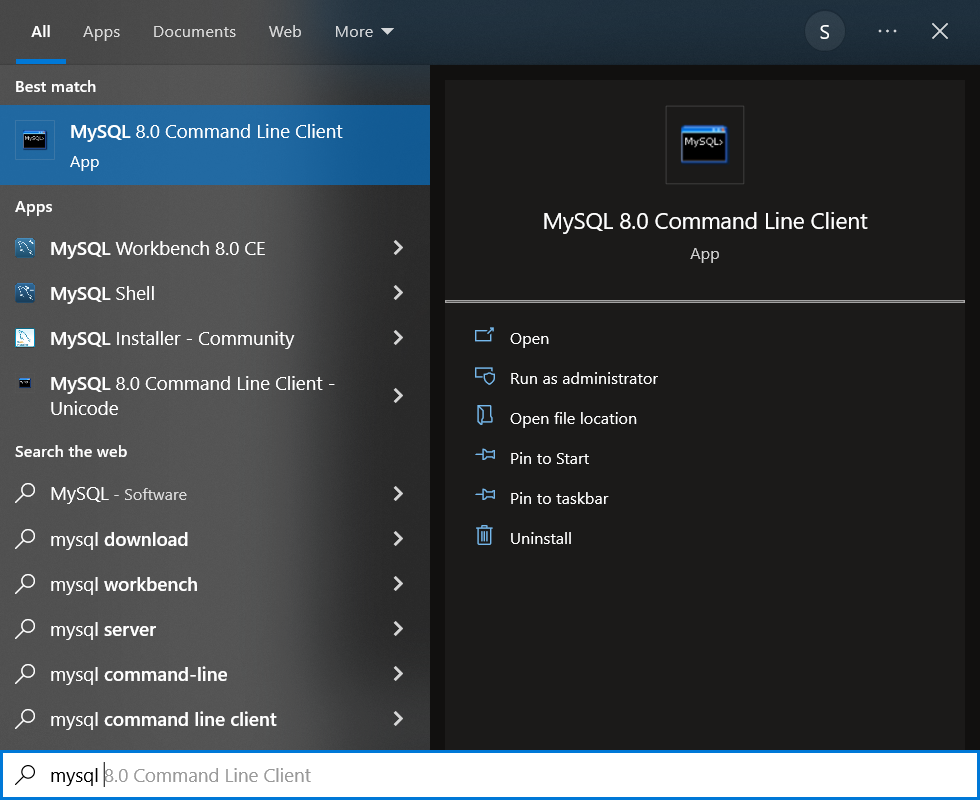 All Apps Documents Web More S ...
Best match
MySQL 8.0 Command Line Client
App
Apps
MySQL Workbench 8.0 CE
MySQL Shell
MySQL Installer - Community
MySQL 8.0 Command Line Client -
Unicode
Search the web
MySQL - Software
mysql download
mysql workbench
mysql server
mysql command-line
mysql command line client
MySQL>
MySQL 8.0 Command Line Client
App
Open
Run as administrator
Open file location
Pin to Start
Pin to taskbar
Uninstall
mysql 8.0 Command Line Client